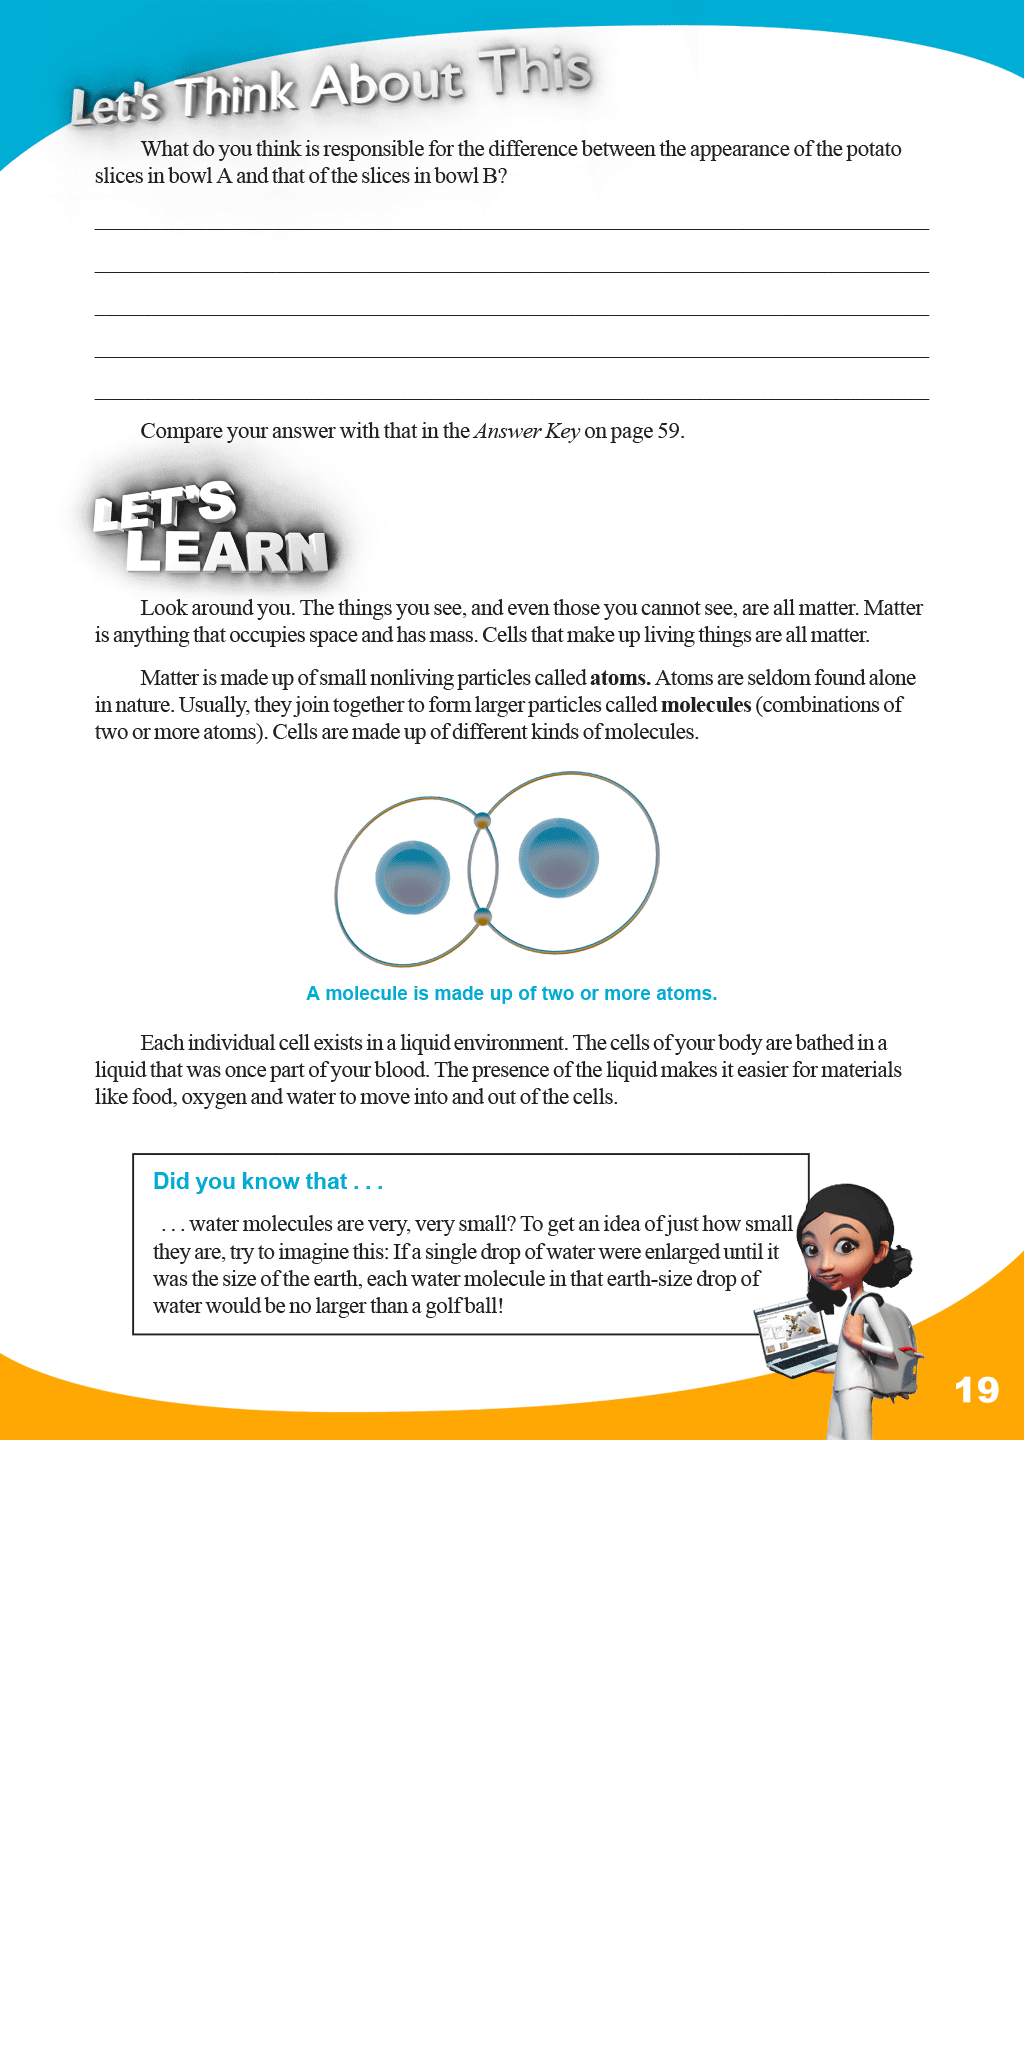 Let's Think About This
What do you think is responsible for the difference between the appearance of the potato
slices in bowl A and that of the slices in bowl B?
Compare your answer with that in the Answer Key on page 59.
LET'S
LEARN
Look around you. The things you see, and even those you cannot see, are all matter. Matter
is anything that occupies space and has mass. Cells that make up living things are all matter.
Matter is made up of small nonliving particles called atoms. Atoms are seldom found alone
in nature. Usually, they join together to form larger particles called molecules (combinations of
two or more atoms). Cells are made up of different kinds of molecules.
A molecule is made up of two or more atoms.
Each individual cell exists in a liquid environment. The cells of your body are bathed in a
liquid that was once part of your blood. The presence of the liquid makes it easier for materials
like food, oxygen and water to move into and out of the cells.
Did you know that . . .
. . . water molecules are very, very small? To get an idea of just how small
they are, try to imagine this: If a single drop of water were enlarged until it
was the size of the earth, each water molecule in that earth-size drop of
water would be no larger than a golf ball!
19